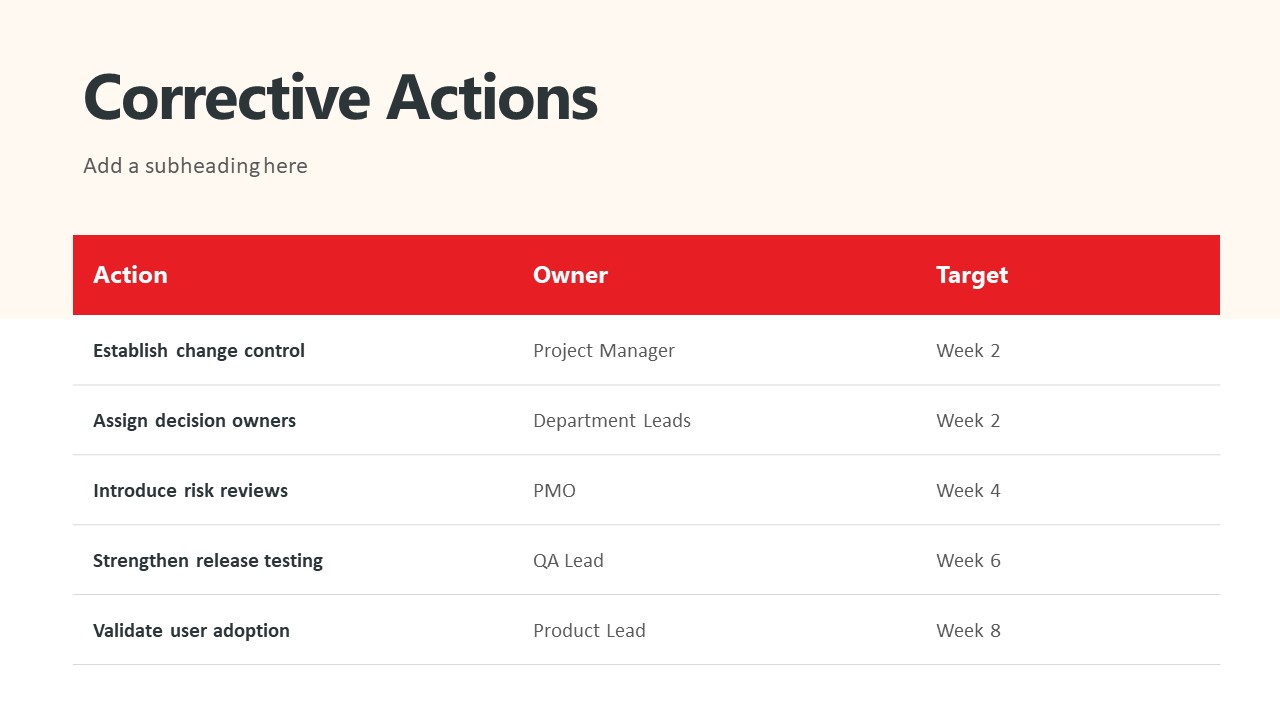 Corrective Actions
Add a subheading here
Action Owner Target
Establish change control Project Manager Week 2
Assign decision owners Department Leads Week 2
Introduce risk reviews PMO Week 4
Strengthen release testing QA Lead Week 6
Validate user adoption Product Lead Week 8